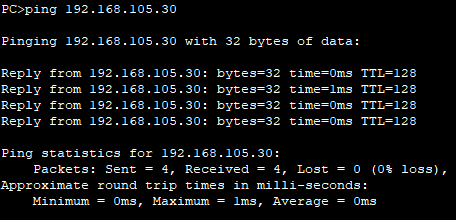 PC>ping 192.168.105.30
Pinging 192.168.105.30 with 32 bytes of data:
Reply from 192.168.105.30: bytes=32 time=0ms TTL=128
Reply from 192.168.105.30: bytes=32 time=1ms TTL=128
Reply from 192.168.105.30: bytes=32 time=0ms TTL=128
Reply from 192.168.105.30: bytes=32 time=0ms TTL=128
Ping statistics for 192.168.105.30:
Packets: Sent = 4, Received = 4, Lost = 0 (0% loss),
Approximate round trip times in milli-seconds:
Minimum = 0ms, Maximum = 1ms, Average = 0ms